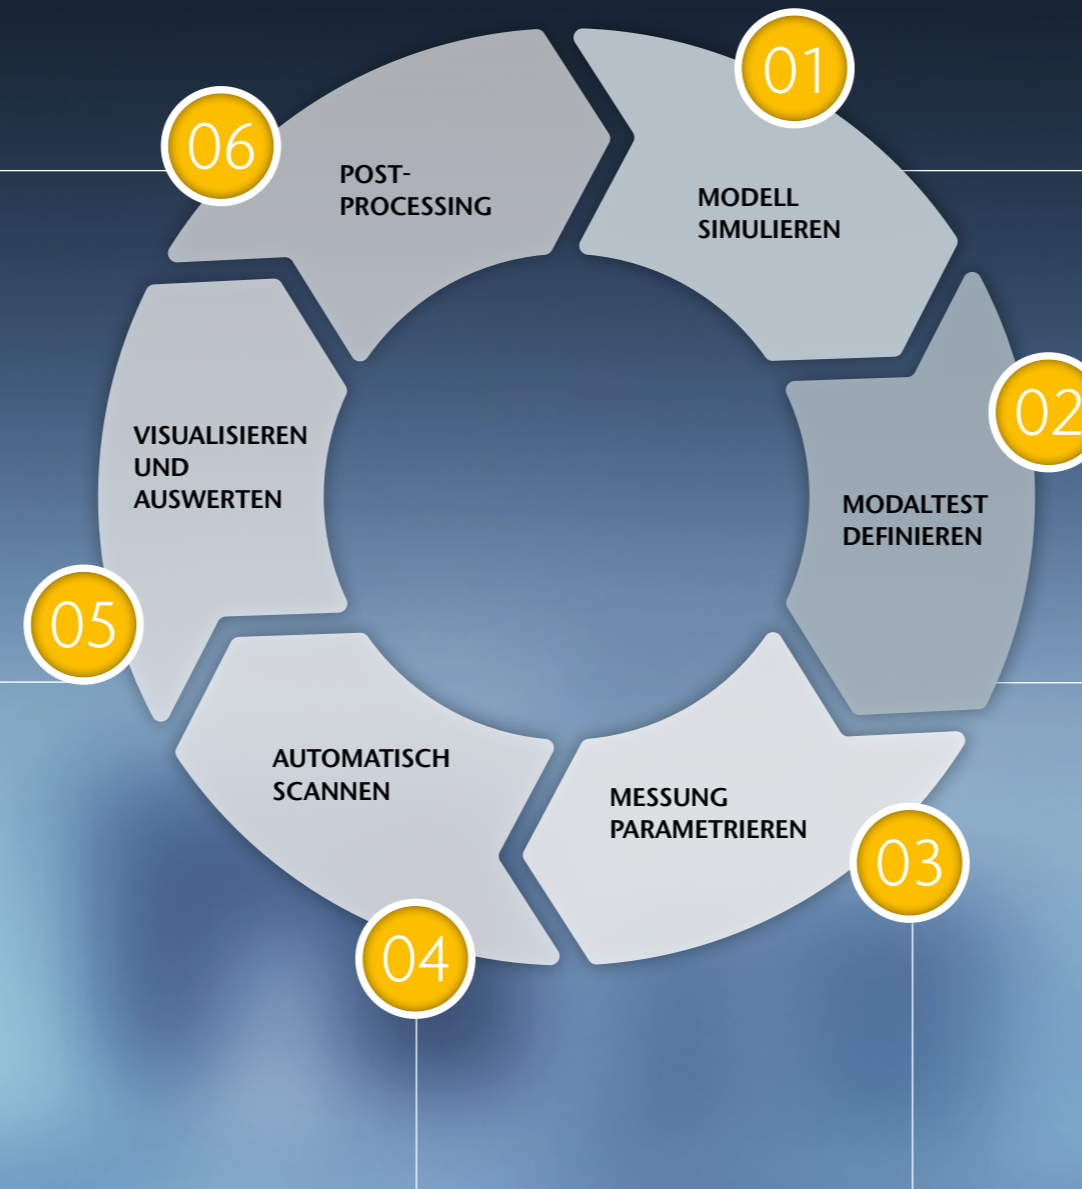 01
MODELL
SIMULIEREN
02
MODALTEST
DEFINIEREN
03
MESSUNG
PARAMETRIEREN
04
AUTOMATISCH
SCANNEN
05
VISUALISIEREN
UND
AUSWERTEN
06
POST-
PROCESSING